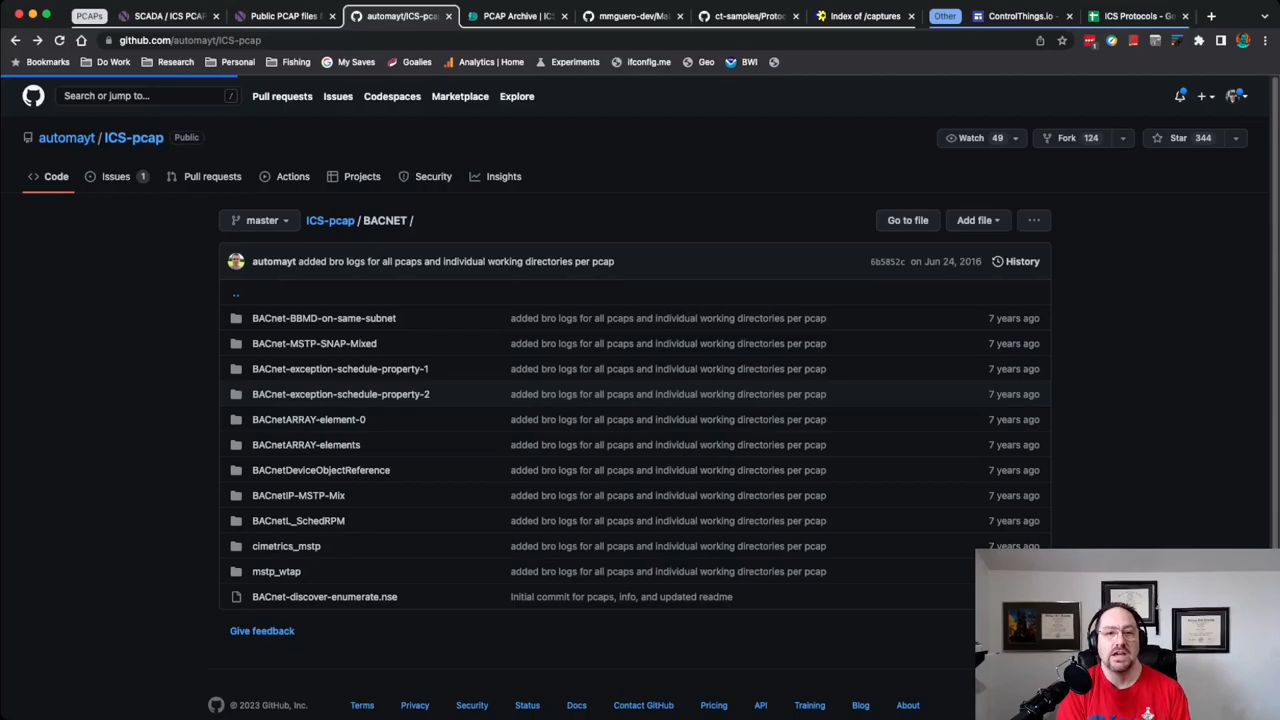 PCAPs SCADA / ICS PCAP Public PCAP files automayt/ICS-pcap PCAP Archive | ICS mmguero-dev/Ma ct-samples/Protoc Index of /captures Other ControlThings.io - ICS Protocols - Go
github.com/automayt/ICS-pcap
Bookmarks Do Work Research Personal Fishing My Saves Goalies Analytics | Home Experiments ifconfig.me Geo BWI
Search or jump to... / Pull requests Issues Codespaces Marketplace Explore
automayt / ICS-pcap Public Watch 49 Fork 124 Star 344
Code Issues 1 Pull requests Actions Projects Security Insights
master ICS-pcap / BACNET / Go to file Add file ...
automayt added bro logs for all pcaps and individual working directories per pcap 6b5852c on Jun 24, 2016 History
..
BACnet-BBMD-on-same-subnet added bro logs for all pcaps and individual working directories per pcap 7 years ago
BACnet-MSTP-SNAP-Mixed added bro logs for all pcaps and individual working directories per pcap 7 years ago
BACnet-exception-schedule-property-1 added bro logs for all pcaps and individual working directories per pcap 7 years ago
BACnet-exception-schedule-property-2 added bro logs for all pcaps and individual working directories per pcap 7 years ago
BACnetARRAY-element-0 added bro logs for all pcaps and individual working directories per pcap 7 years ago
BACnetARRAY-elements added bro logs for all pcaps and individual working directories per pcap 7 years ago
BACnetDeviceObjectReference added bro logs for all pcaps and individual working directories per pcap 7 years ago
BACnetIP-MSTP-Mix added bro logs for all pcaps and individual working directories per pcap 7 years ago
BACnetL_SchedRPM added bro logs for all pcaps and individual working directories per pcap 7 years ago
cimetrics_mstp added bro logs for all pcaps and individual working directories per pcap 7 years ago
mstp_wtap added bro logs for all pcaps and individual working directories per pcap
BACnet-discover-enumerate.nse Initial commit for pcaps, info, and updated readme
Give feedback
© 2023 GitHub, Inc. Terms Privacy Security Status Docs Contact GitHub Pricing API Training Blog About